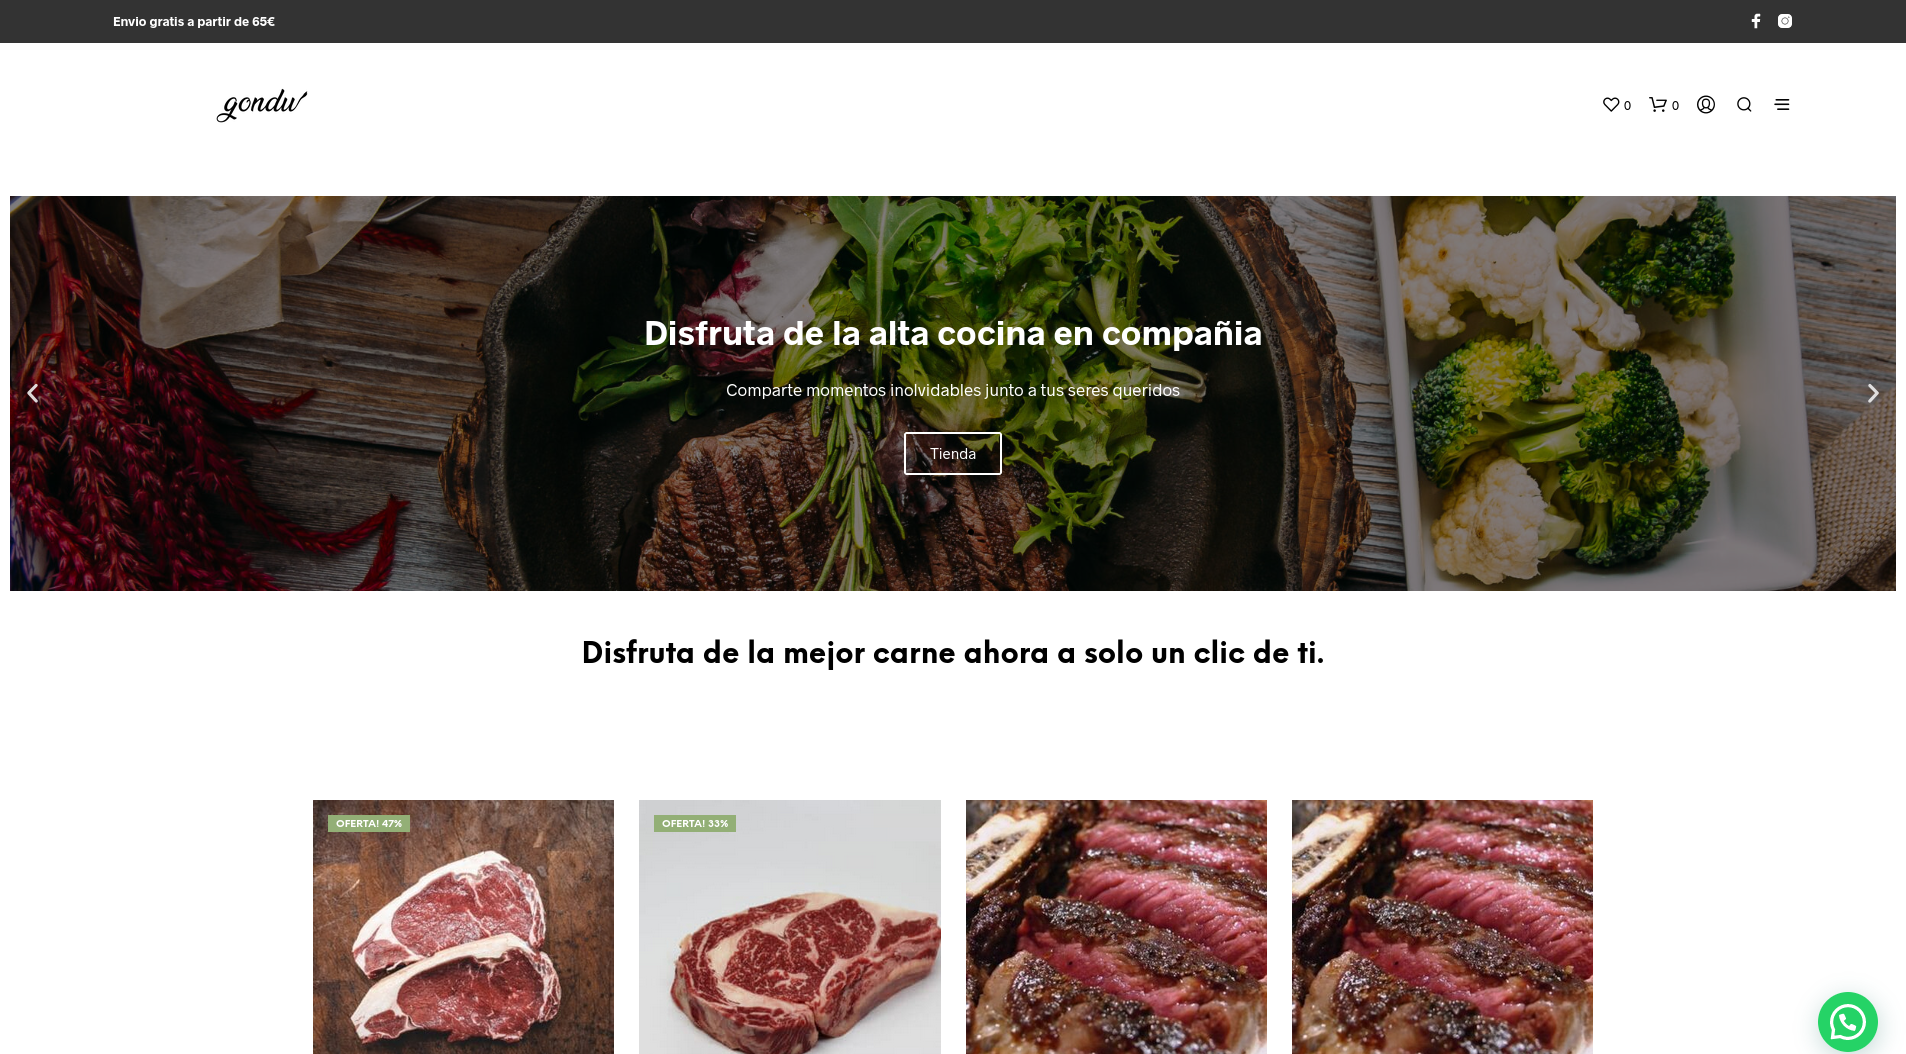 Envio gratis a partir de 65€
gondu
0
0
Disfruta de la alta cocina en compañia
Comparte momentos inolvidables junto a tus seres queridos
Tienda
Disfruta de la mejor carne ahora a solo un clic de ti.
OFERTA! 47%
OFERTA! 33%